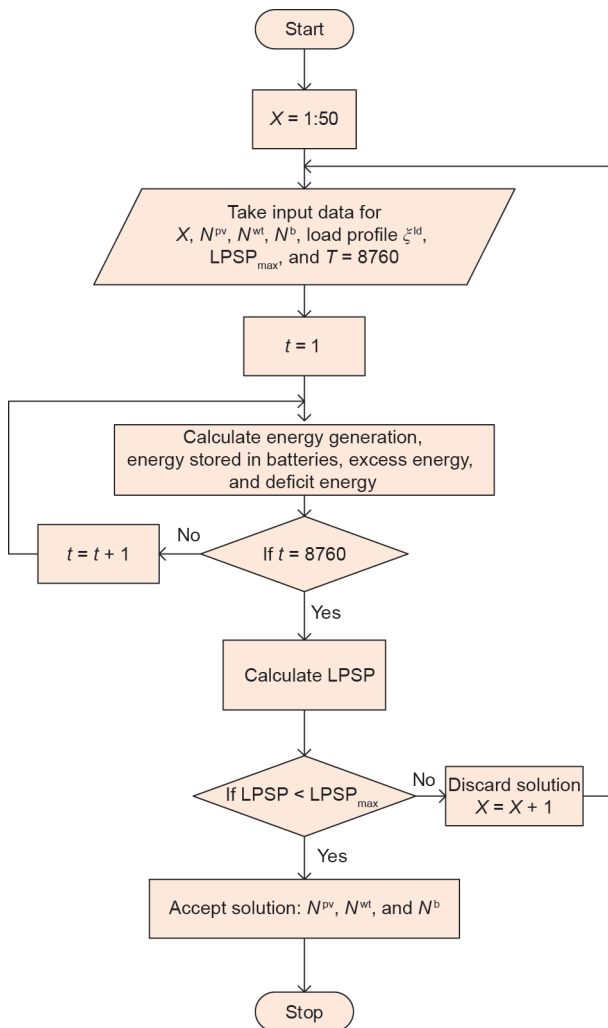 Start
X = 1:50
Take input data for
X, Nᵖᵛ, Nʷᵗ, Nᵇ, load profile ξˡᵈ,
LPSPₘₐₓ, and T = 8760
t = 1
Calculate energy generation,
energy stored in batteries, excess energy,
and deficit energy
No
t = t + 1
If t = 8760
Yes
Calculate LPSP
If LPSP < LPSPₘₐₓ
No
Discard solution
X = X + 1
Yes
Accept solution: Nᵖᵛ, Nʷᵗ, and Nᵇ
Stop